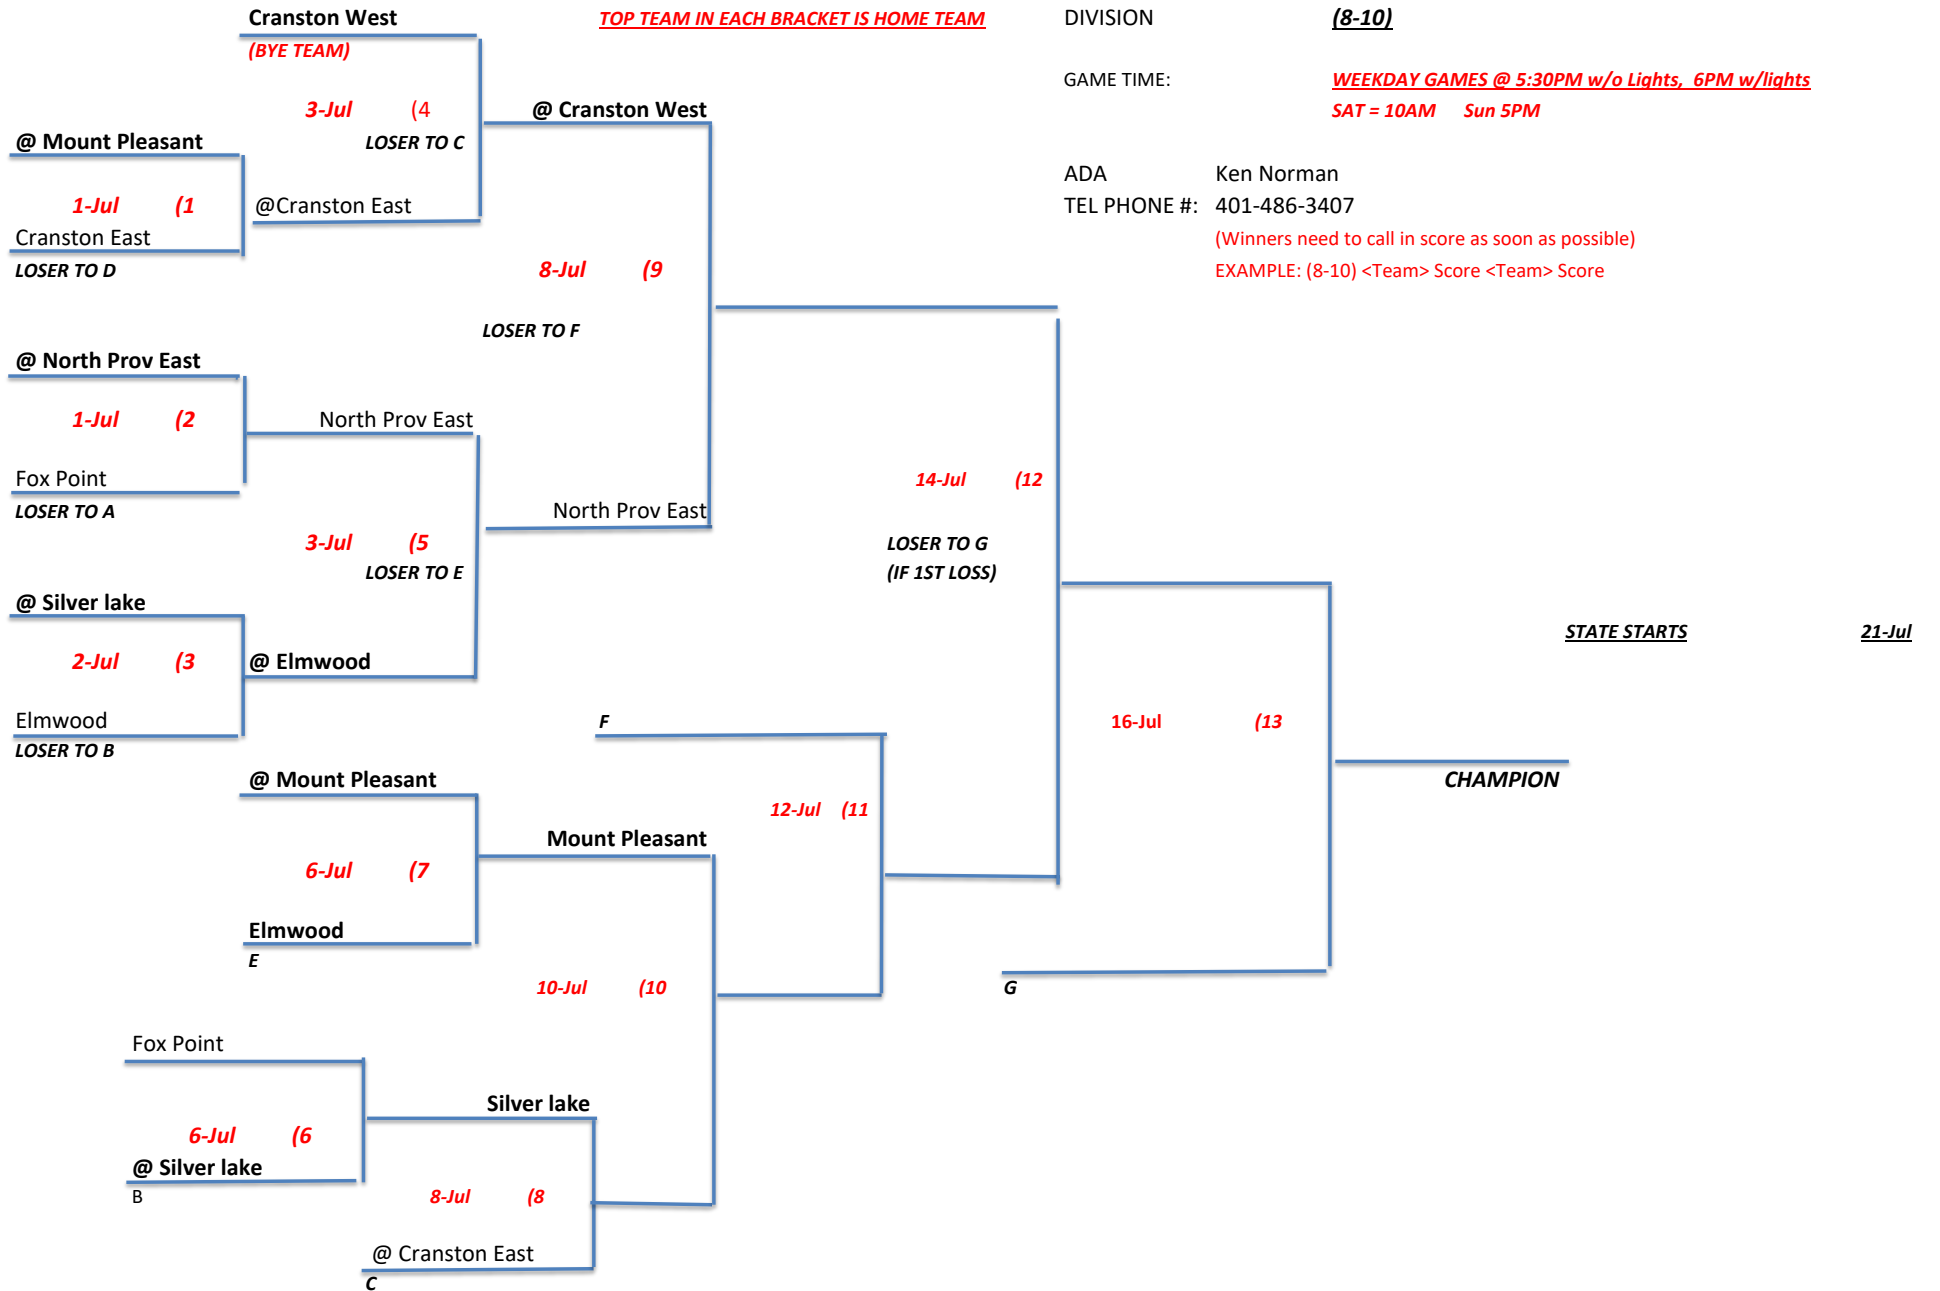 Cranston West
TOP TEAM IN EACH BRACKET IS HOME TEAM
DIVISION (8-10)
(BYE TEAM)
GAME TIME: WEEKDAY GAMES @ 5:30PM w/o Lights, 6PM w/lights
3-Jul (4
@ Cranston West
SAT = 10AM Sun 5PM
@ Mount Pleasant
LOSER TO C
ADA Ken Norman
1-Jul (1
@Cranston East
TEL PHONE #: 401-486-3407
Cranston East
(Winners need to call in score as soon as possible)
LOSER TO D
8-Jul (9
EXAMPLE: (8-10) <Team> Score <Team> Score
LOSER TO F
@ North Prov East
1-Jul (2
North Prov East
Fox Point
14-Jul (12
LOSER TO A
North Prov East
3-Jul (5
LOSER TO G
LOSER TO E
(IF 1ST LOSS)
@ Silver lake
STATE STARTS 21-Jul
2-Jul (3
@ Elmwood
Elmwood
F
16-Jul (13
LOSER TO B
@ Mount Pleasant
CHAMPION
12-Jul (11
Mount Pleasant
6-Jul (7
Elmwood
E
10-Jul (10
G
Fox Point
Silver lake
6-Jul (6
@ Silver lake
B
8-Jul (8
@ Cranston East
C